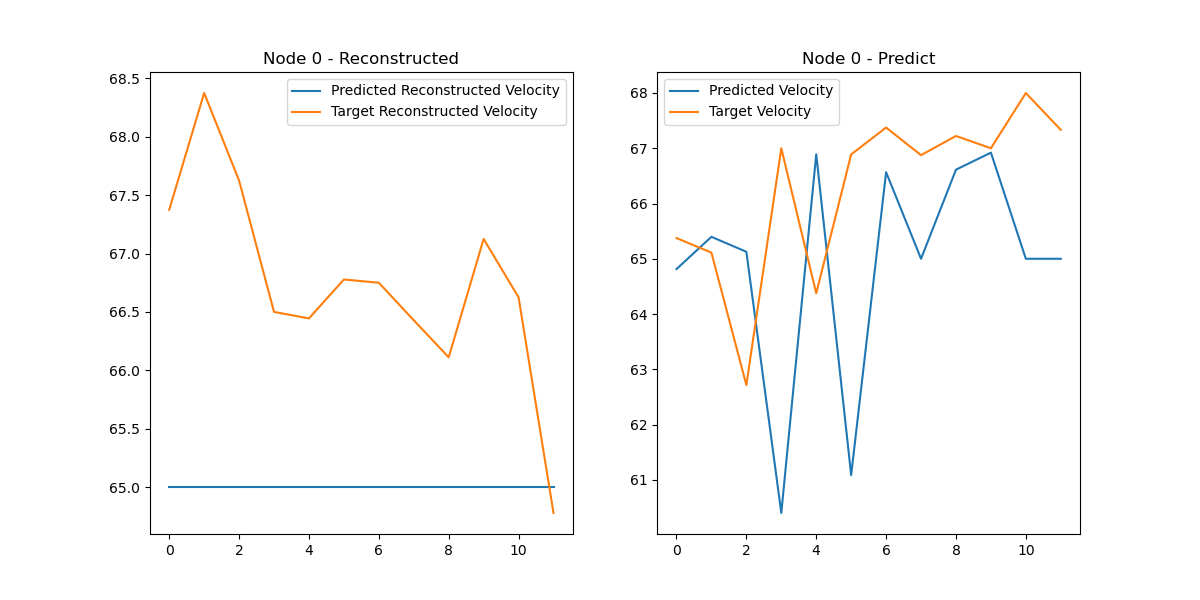 Node 0 - Reconstructed
68.5
68.0
67.5
67.0
66.5
66.0
65.5
65.0
0 2 4 6 8 10
Predicted Reconstructed Velocity
Target Reconstructed Velocity
Node 0 - Predict
68
67
66
65
64
63
62
61
0 2 4 6 8 10
Predicted Velocity
Target Velocity